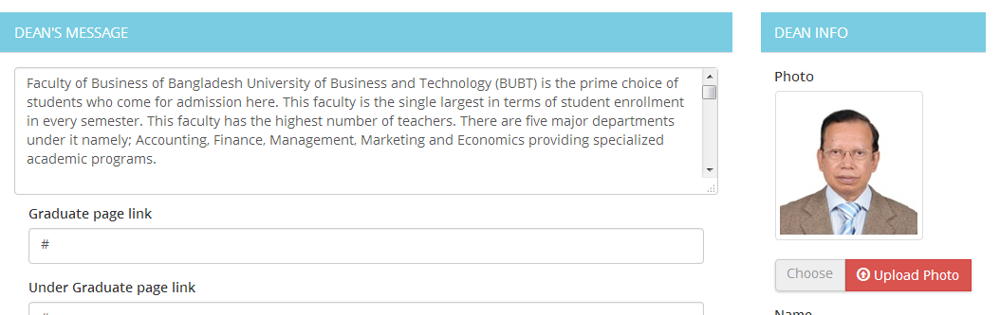 DEAN'S MESSAGE
DEAN INFO
Faculty of Business of Bangladesh University of Business and Technology (BUBT) is the prime choice of
students who come for admission here. This faculty is the single largest in terms of student enrollment
in every semester. This faculty has the highest number of teachers. There are five major departments
under it namely; Accounting, Finance, Management, Marketing and Economics providing specialized
academic programs.
Graduate page link
#
Under Graduate page link
#
Photo
Choose
Upload Photo
Name